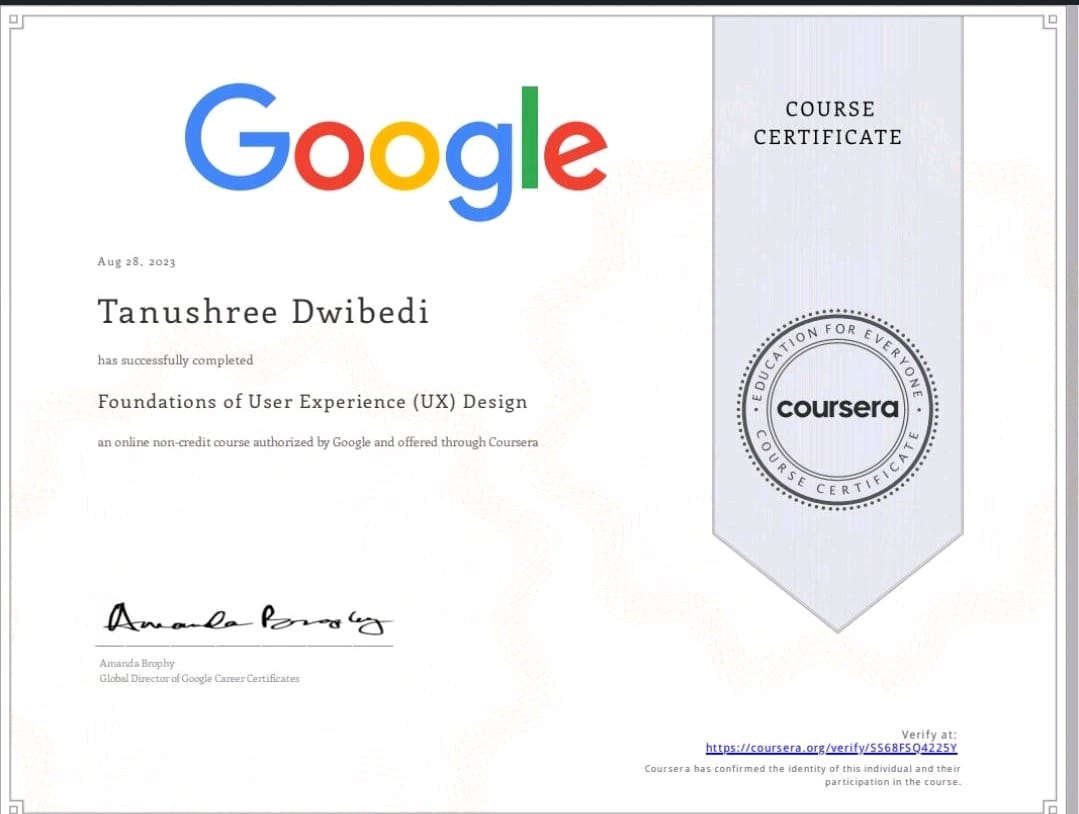 Google
COURSE
CERTIFICATE
Aug 28, 2023
Tanushree Dwibedi
has successfully completed
Foundations of User Experience (UX) Design
an online non-credit course authorized by Google and offered through Coursera
EDUCATION FOR EVERYONE
coursera
COURSE CERTIFICATE
Amanda Brophy
Amanda Brophy
Global Director of Google Career Certificates
Verify at:
https://coursera.org/verify/SS68FSQ4225Y
Coursera has confirmed the identity of this individual and their
participation in the course.